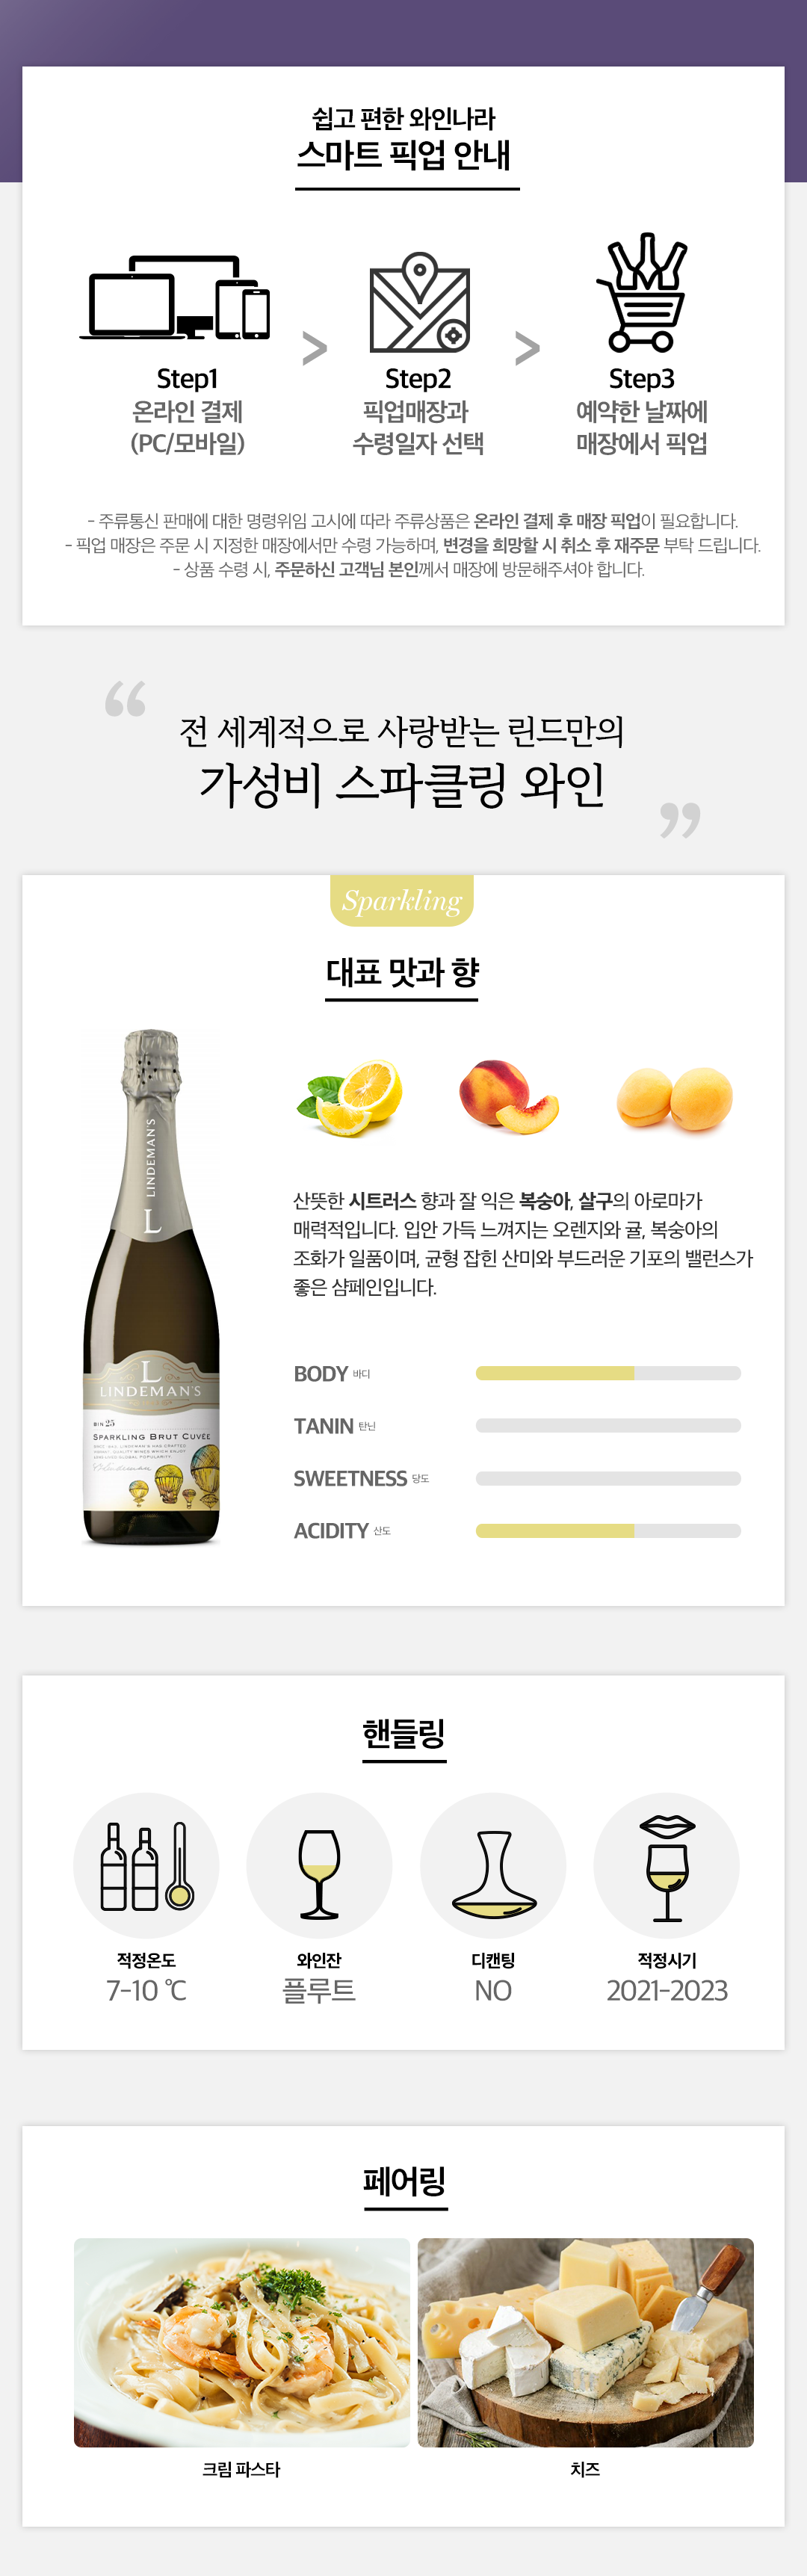 쉽고 편한 와인나라
스마트 픽업 안내
Step1
온라인 결제
(PC/모바일)
>
Step2
픽업매장과
수령일자 선택
>
Step3
예약한 날짜에
매장에서 픽업
- 주류통신 판매에 대한 명령위임 고시에 따라 주류상품은 온라인 결제 후 매장 픽업이 필요합니다.
- 픽업 매장은 주문 시 지정한 매장에서만 수령 가능하며, 변경을 희망할 시 취소 후 재주문 부탁 드립니다.
- 상품 수령 시, 주문하신 고객님 본인께서 매장에 방문해주셔야 합니다.
“
전 세계적으로 사랑받는 린드만의
가성비 스파클링 와인
”
Sparkling
대표 맛과 향
LINDEMAN'S
L
L
LINDEMAN'S
BIN 25
SPARKLING BRUT CUVÉE
산뜻한 시트러스 향과 잘 익은 복숭아, 살구의 아로마가
매력적입니다. 입안 가득 느껴지는 오렌지와 귤, 복숭아의
조화가 일품이며, 균형 잡힌 산미와 부드러운 기포의 밸런스가
좋은 샴페인입니다.
BODY 바디
TANIN 탄닌
SWEETNESS 당도
ACIDITY 산도
핸들링
적정온도
7-10 ℃
와인잔
플루트
디캔팅
NO
적정시기
2021-2023
페어링
크림 파스타
치즈